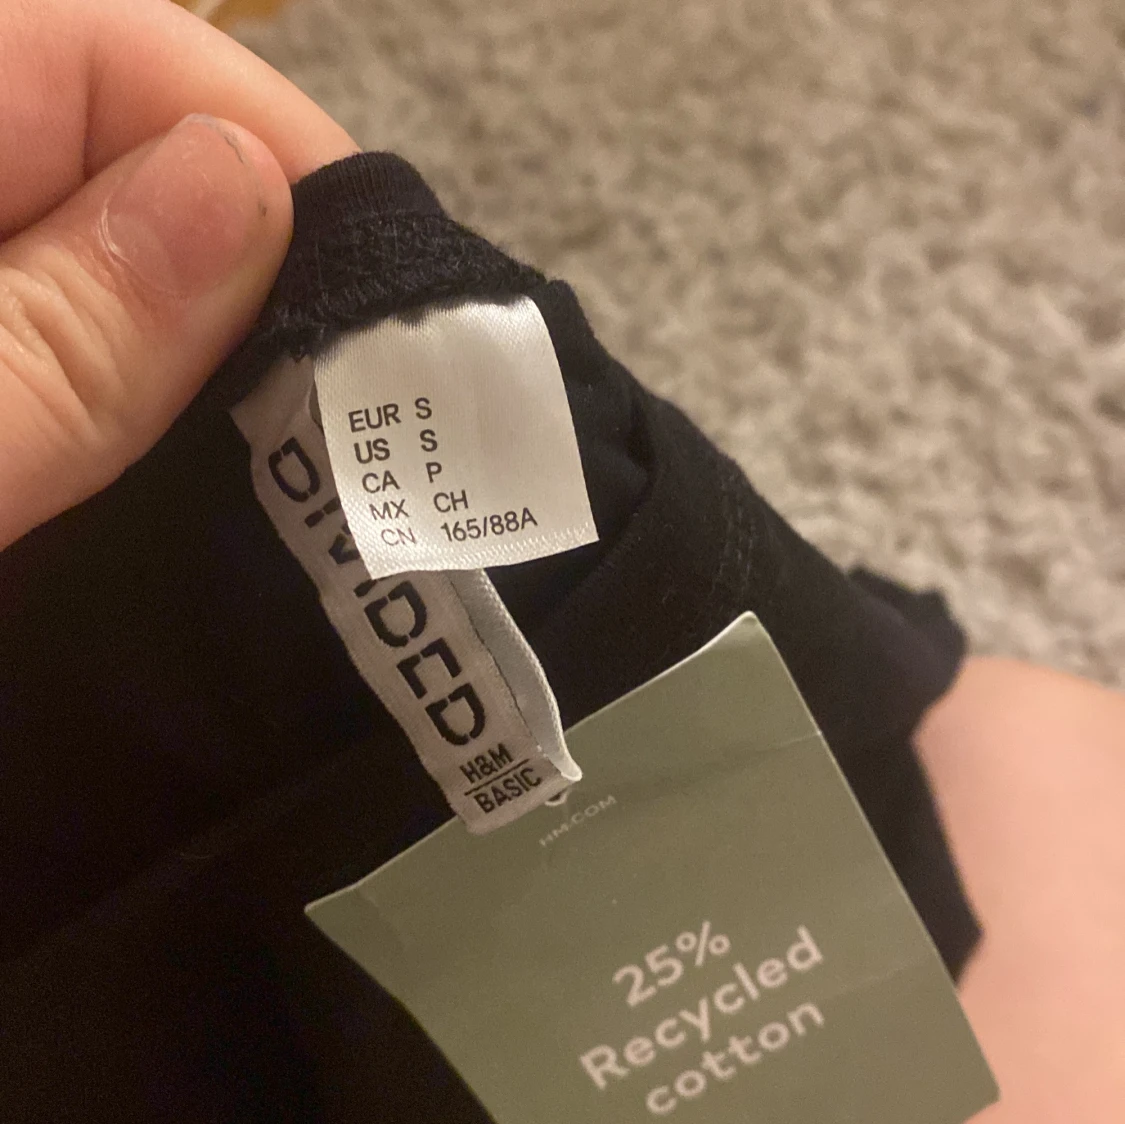 EUR S
US S
CA P
MX CH
CN 165/88A
DIVIDED
H&M
BASIC
HM.COM
25%
Recycled
cotton